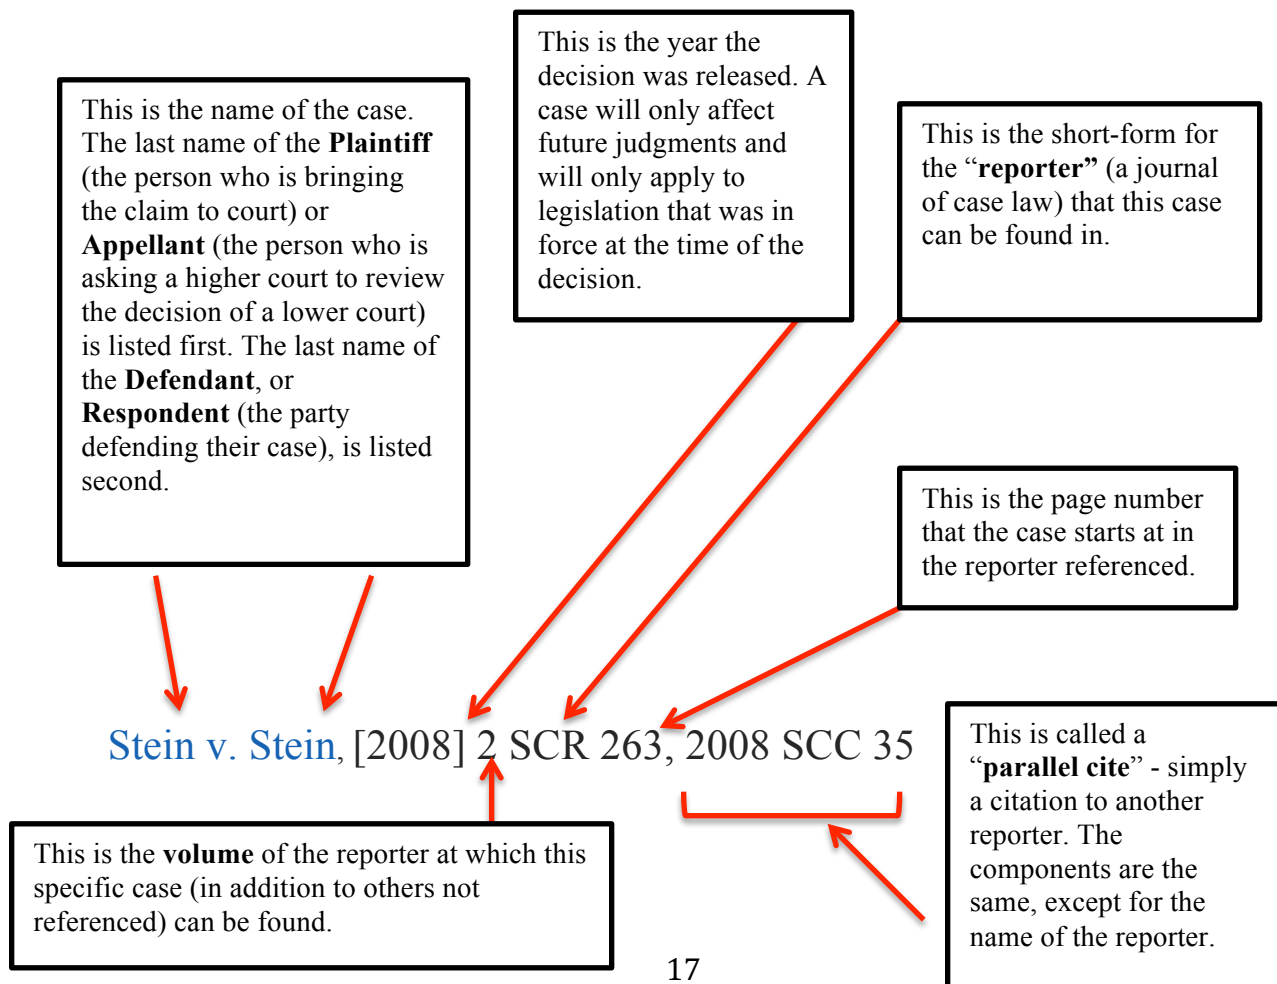 This is the name of the case.
The last name of the Plaintiff
(the person who is bringing
the claim to court) or
Appellant (the person who is
asking a higher court to review
the decision of a lower court)
is listed first. The last name of
the Defendant, or
Respondent (the party
defending their case), is listed
second.
This is the year the
decision was released. A
case will only affect
future judgments and
will only apply to
legislation that was in
force at the time of the
decision.
This is the short-form for
the “reporter” (a journal
of case law) that this case
can be found in.
This is the page number
that the case starts at in
the reporter referenced.
Stein v. Stein, [2008] 2 SCR 263, 2008 SCC 35
This is the volume of the reporter at which this
specific case (in addition to others not
referenced) can be found.
This is called a
“parallel cite” - simply
a citation to another
reporter. The
components are the
same, except for the
name of the reporter.
17